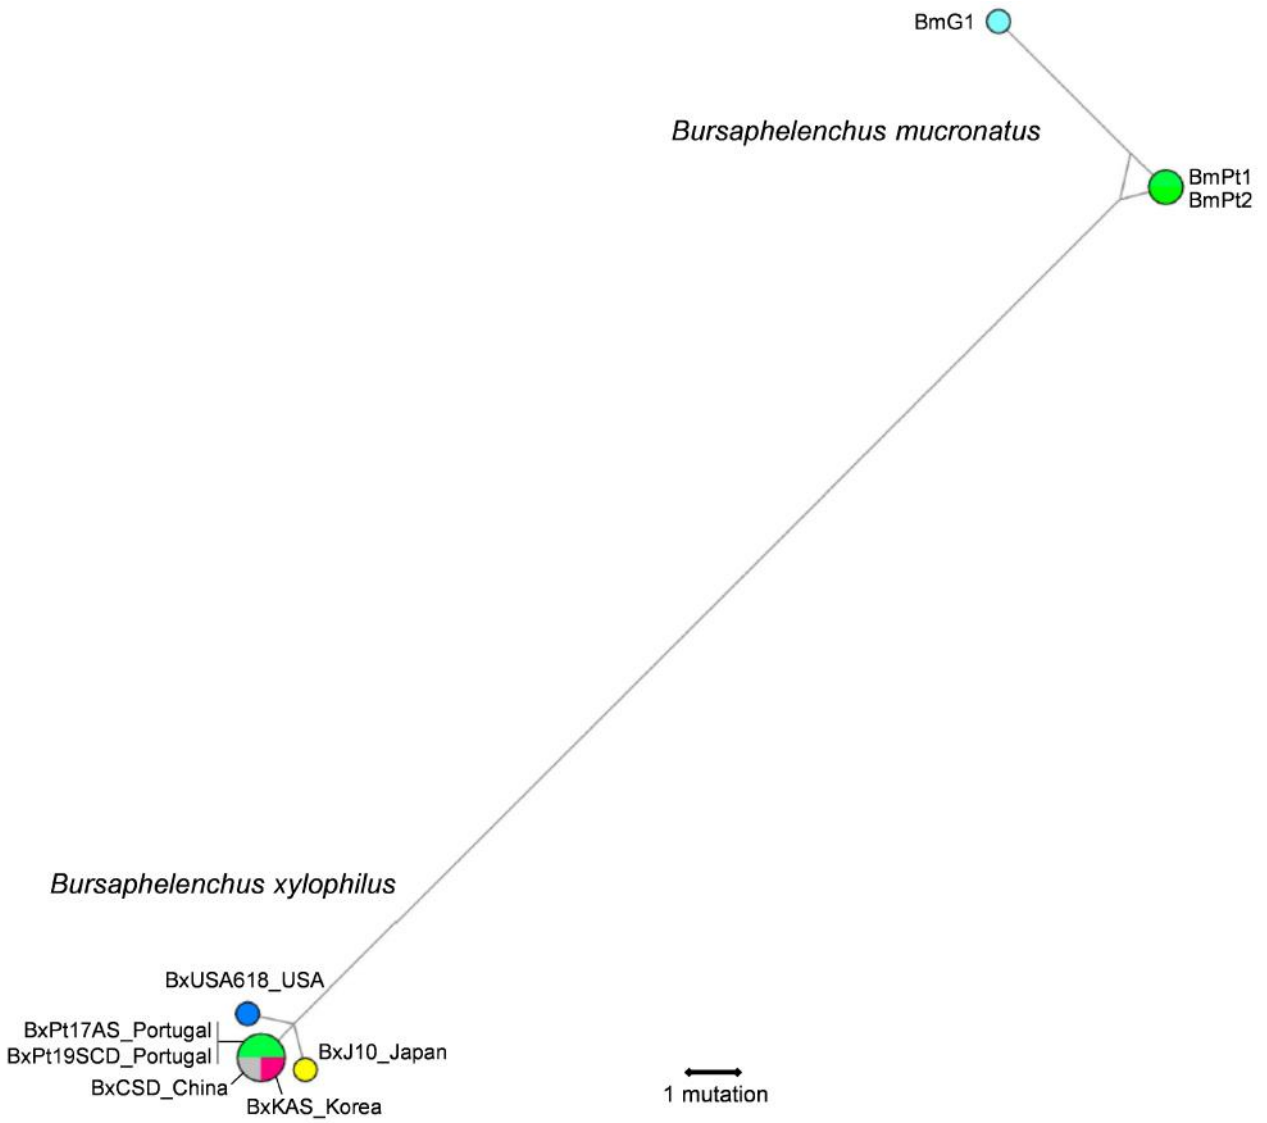 BmG1
Bursaphelenchus mucronatus
BmPt1
BmPt2
Bursaphelenchus xylophilus
BxUSA618_USA
BxPt17AS_Portugal
BxPt19SCD_Portugal
BxJ10_Japan
BxCSD_China
BxKAS_Korea
1 mutation